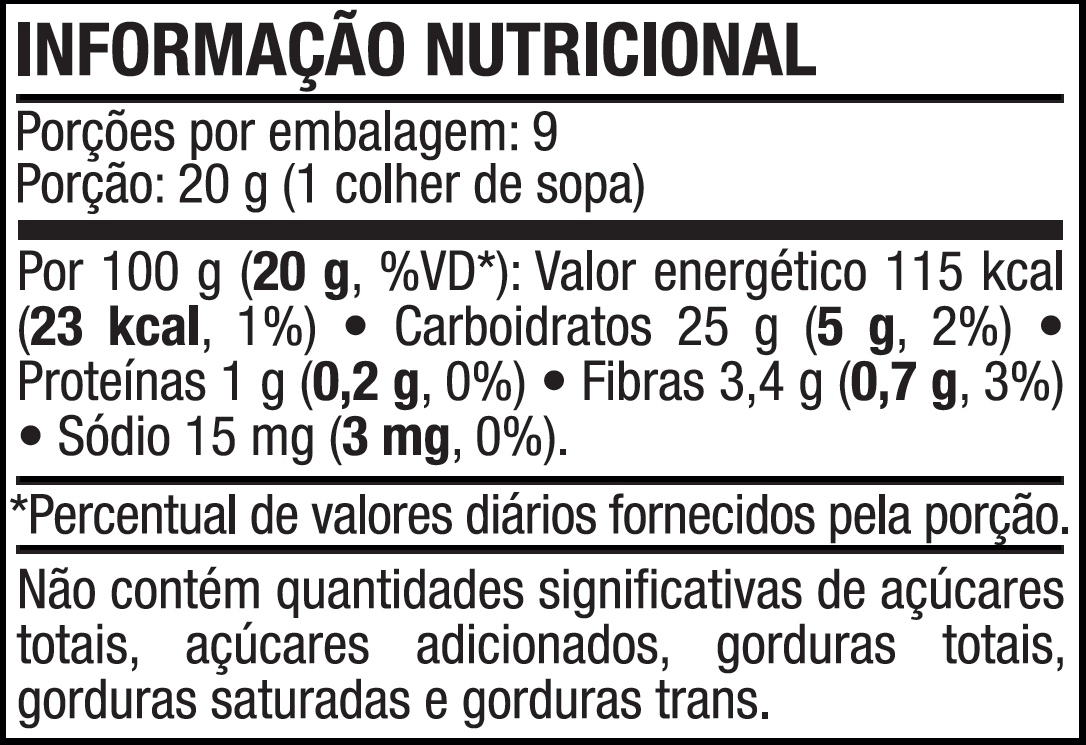 INFORMAÇÃO NUTRICIONAL
Porções por embalagem: 9
Porção: 20 g (1 colher de sopa)
Por 100 g (20 g, %VD*): Valor energético 115 kcal
(23 kcal, 1%) • Carboidratos 25 g (5 g, 2%) •
Proteínas 1 g (0,2 g, 0%) • Fibras 3,4 g (0,7 g, 3%)
• Sódio 15 mg (3 mg, 0%).
*Percentual de valores diários fornecidos pela porção.
Não contém quantidades significativas de açúcares
totais, açúcares adicionados, gorduras totais,
gorduras saturadas e gorduras trans.